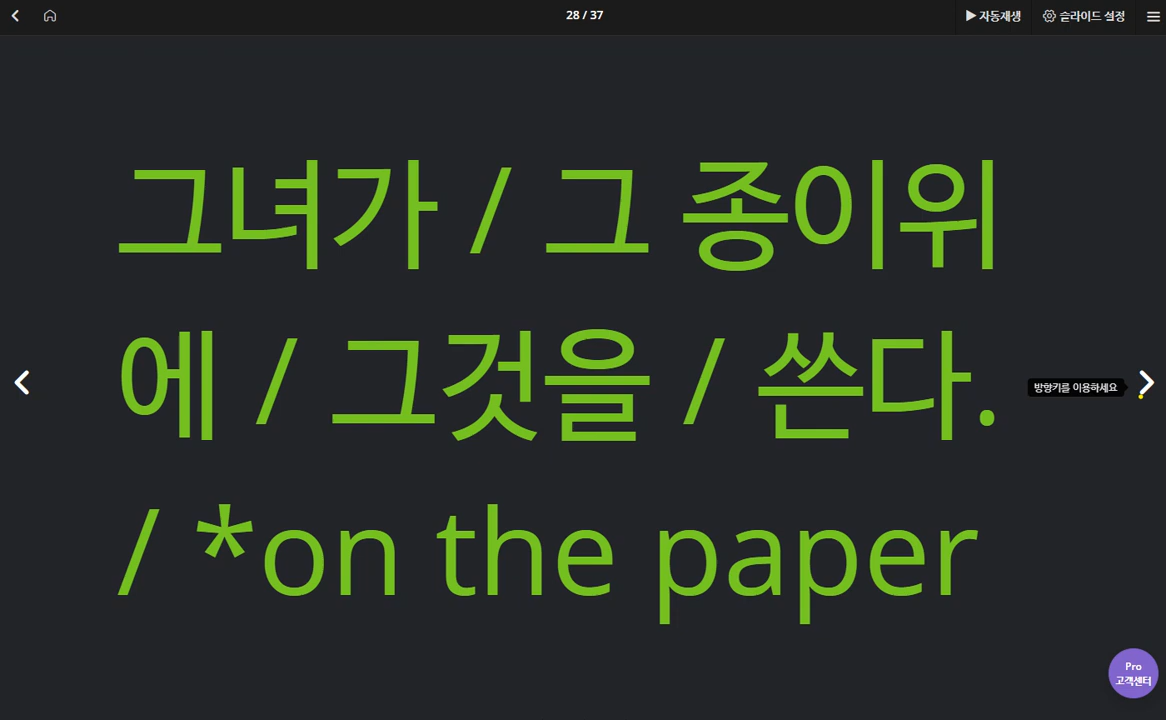 28 / 37
▶ 자동재생
슬라이드 설정
그녀가 / 그 종이위
에 / 그것을 / 쓴다.
/ *on the paper
방향키를 이용하세요
Pro
고객센터